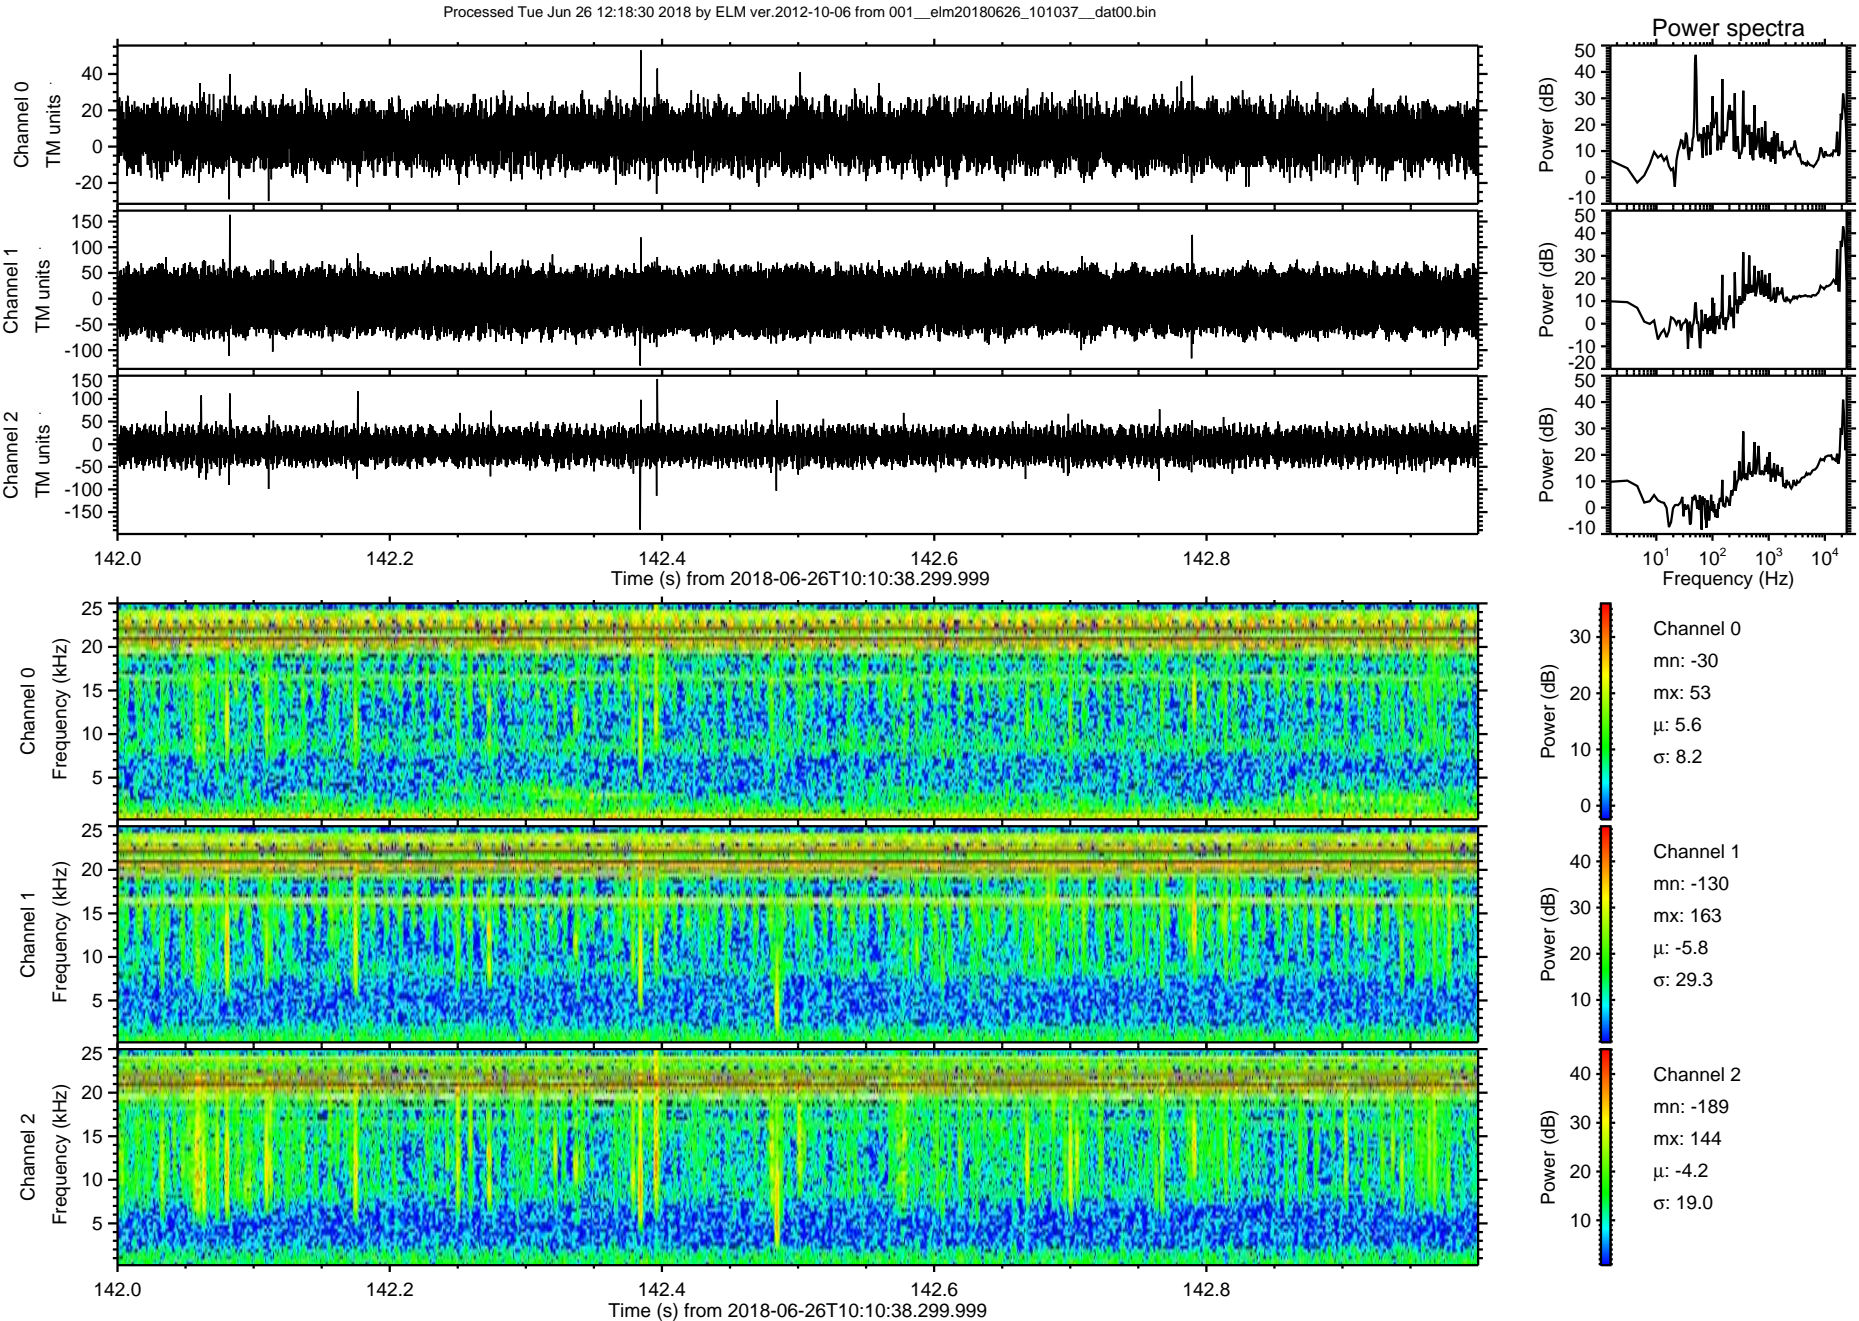 Processed Tue Jun 26 12:18:30 2018 by ELM ver.2012-10-06 from 001__elm20180626_101037__dat00.bin
Power spectra
Channel 0
TM units
40
20
0
-20
Power (dB)
50
40
30
20
10
0
-10
Channel 1
TM units
150
100
50
0
-50
-100
Power (dB)
50
40
30
20
10
0
-10
-20
Channel 2
TM units
150
100
50
0
-50
-100
-150
Power (dB)
50
40
30
20
10
0
-10
142.0 142.2 142.4 142.6 142.8
Time (s) from 2018-06-26T10:10:38.299.999
10^1 10^2 10^3 10^4
Frequency (Hz)
Channel 0
Frequency (kHz)
25
20
15
10
5
Power (dB)
30
20
10
0
Channel 0
mn: -30
mx: 53
μ: 5.6
σ: 8.2
Channel 1
Frequency (kHz)
25
20
15
10
5
Power (dB)
40
30
20
10
Channel 1
mn: -130
mx: 163
μ: -5.8
σ: 29.3
Channel 2
Frequency (kHz)
25
20
15
10
5
Power (dB)
40
30
20
10
Channel 2
mn: -189
mx: 144
μ: -4.2
σ: 19.0
142.0 142.2 142.4 142.6 142.8
Time (s) from 2018-06-26T10:10:38.299.999